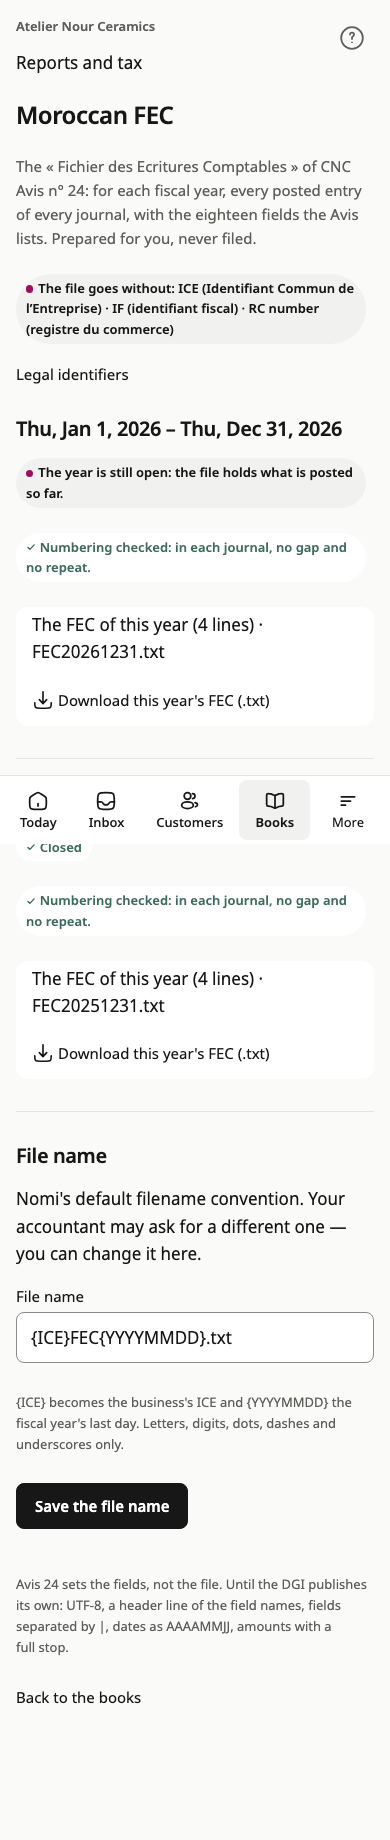 Atelier Nour Ceramics
Reports and tax
Moroccan FEC
The « Fichier des Ecritures Comptables » of CNC
Avis n° 24: for each fiscal year, every posted entry
of every journal, with the eighteen fields the Avis
lists. Prepared for you, never filed.
The file goes without: ICE (Identifiant Commun de
l’Entreprise) · IF (identifiant fiscal) · RC number
(registre du commerce)
Legal identifiers
Thu, Jan 1, 2026 – Thu, Dec 31, 2026
The year is still open: the file holds what is posted
so far.
✓ Numbering checked: in each journal, no gap and
no repeat.
The FEC of this year (4 lines) ·
FEC20261231.txt
Download this year's FEC (.txt)
Today
Inbox
Customers
Books
More
✓ Closed
✓ Numbering checked: in each journal, no gap and
no repeat.
The FEC of this year (4 lines) ·
FEC20251231.txt
Download this year's FEC (.txt)
File name
Nomi's default filename convention. Your
accountant may ask for a different one —
you can change it here.
File name
{ICE}FEC{YYYYMMDD}.txt
{ICE} becomes the business's ICE and {YYYYMMDD} the
fiscal year's last day. Letters, digits, dots, dashes and
underscores only.
Save the file name
Avis 24 sets the fields, not the file. Until the DGI publishes
its own: UTF-8, a header line of the field names, fields
separated by |, dates as AAAAMMJJ, amounts with a
full stop.
Back to the books